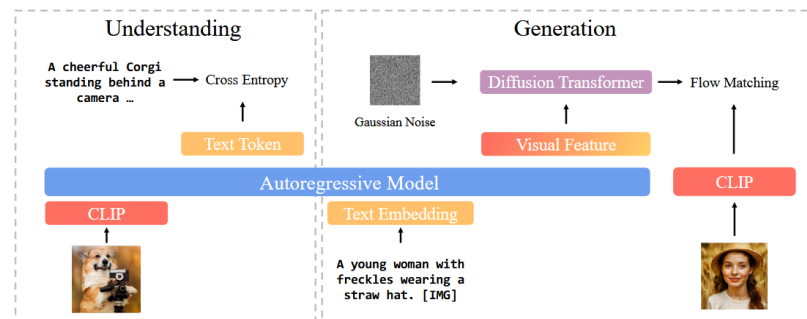 Understanding
A cheerful Corgi
standing behind a
camera …
Cross Entropy
Text Token
Generation
Gaussian Noise
Diffusion Transformer
Flow Matching
Visual Feature
Autoregressive Model
CLIP
Text Embedding
CLIP
A young woman with
freckles wearing a
straw hat. [IMG]